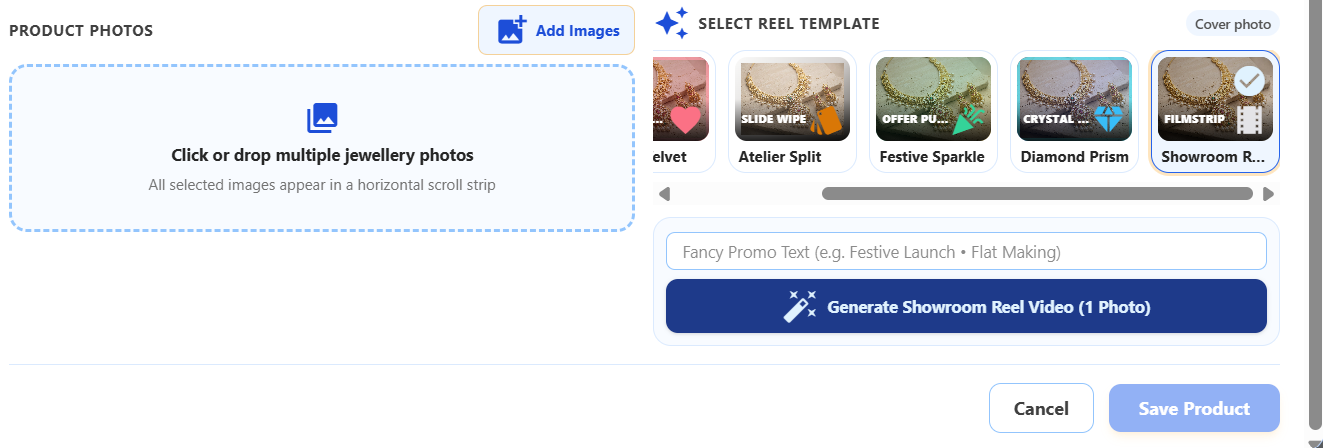 PRODUCT PHOTOS
Add Images
Click or drop multiple jewellery photos
All selected images appear in a horizontal scroll strip
SELECT REEL TEMPLATE
Cover photo
...
elvet
SLIDE WIPE
Atelier Split
OFFER PU...
Festive Sparkle
CRYSTAL ...
Diamond Prism
FILMSTRIP
Showroom R...
Fancy Promo Text (e.g. Festive Launch • Flat Making)
Generate Showroom Reel Video (1 Photo)
Cancel
Save Product